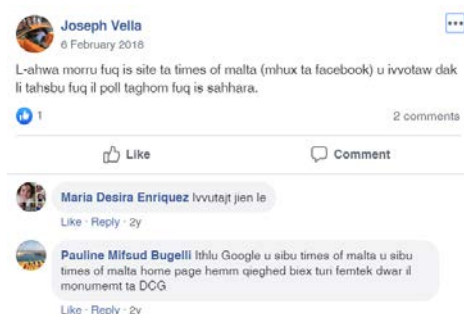 Joseph Vella
6 February 2018
L-ahwa morru fuq is site ta times of malta (mhux ta facebook) u ivvotaw dak
li tahsbu fuq il poll taghom fuq is sahhara.
1
2 comments
Like
Comment
Maria Desira Enriquez Ivvutajt jien le
Like · Reply · 2y
Pauline Mifsud Bugelli Ithlu Google u sibu times of malta u sibu
times of malta home page hemm qieghed biex turi femtek dwar il
monumemt ta DCG
Like · Reply · 2y